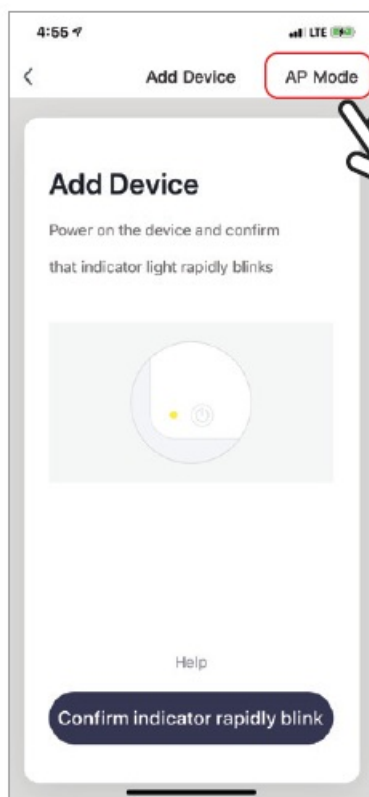 4:55
LTE
Add Device
AP Mode
Add Device
Power on the device and confirm
that indicator light rapidly blinks
Help
Confirm indicator rapidly blink